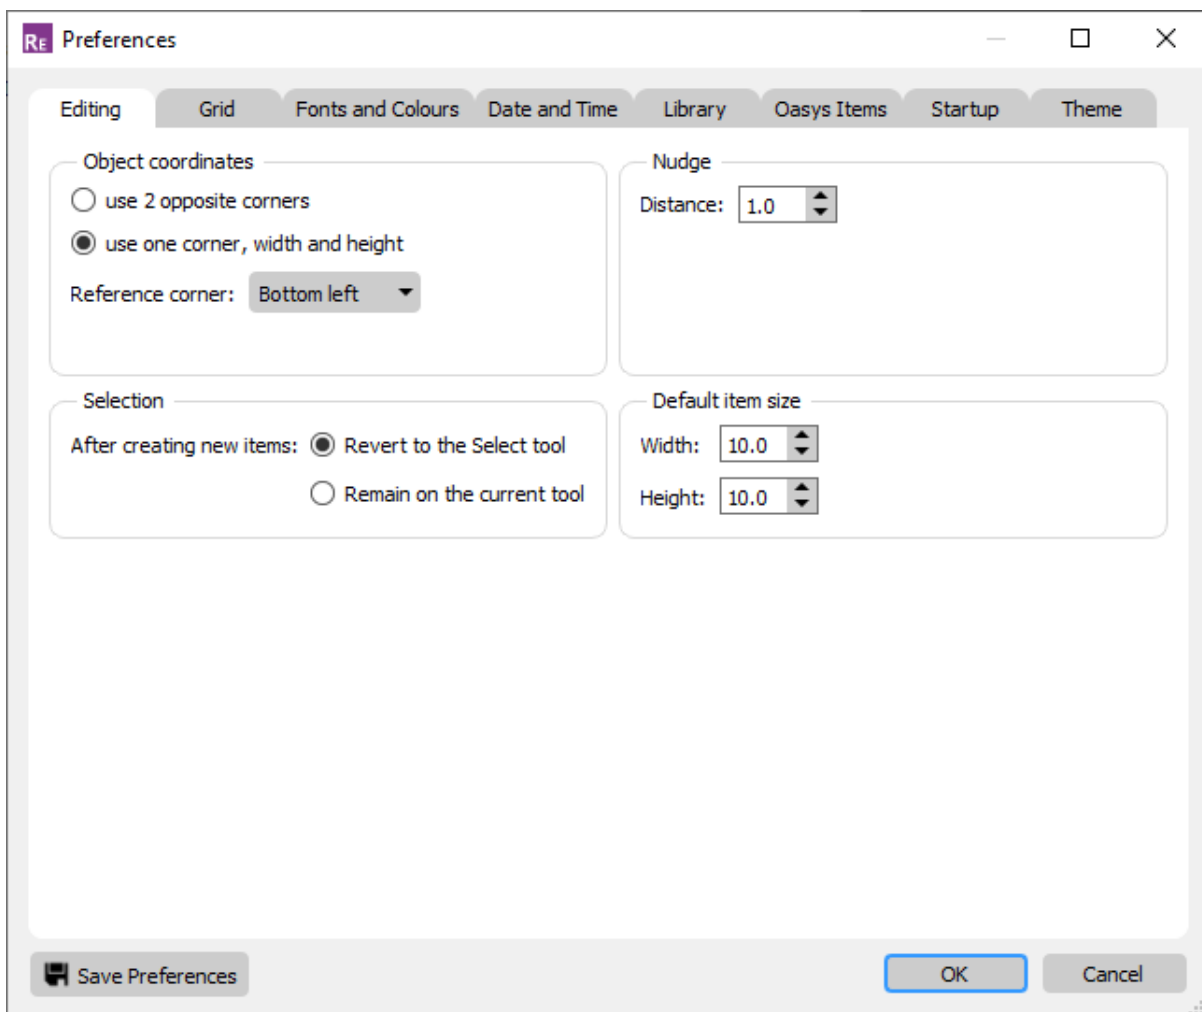 RE Preferences
Editing Grid Fonts and Colours Date and Time Library Oasys Items Startup Theme
Object coordinates
use 2 opposite corners
use one corner, width and height
Reference corner: Bottom left
Nudge
Distance: 1.0
Selection
After creating new items: Revert to the Select tool
Remain on the current tool
Default item size
Width: 10.0
Height: 10.0
Save Preferences OK Cancel